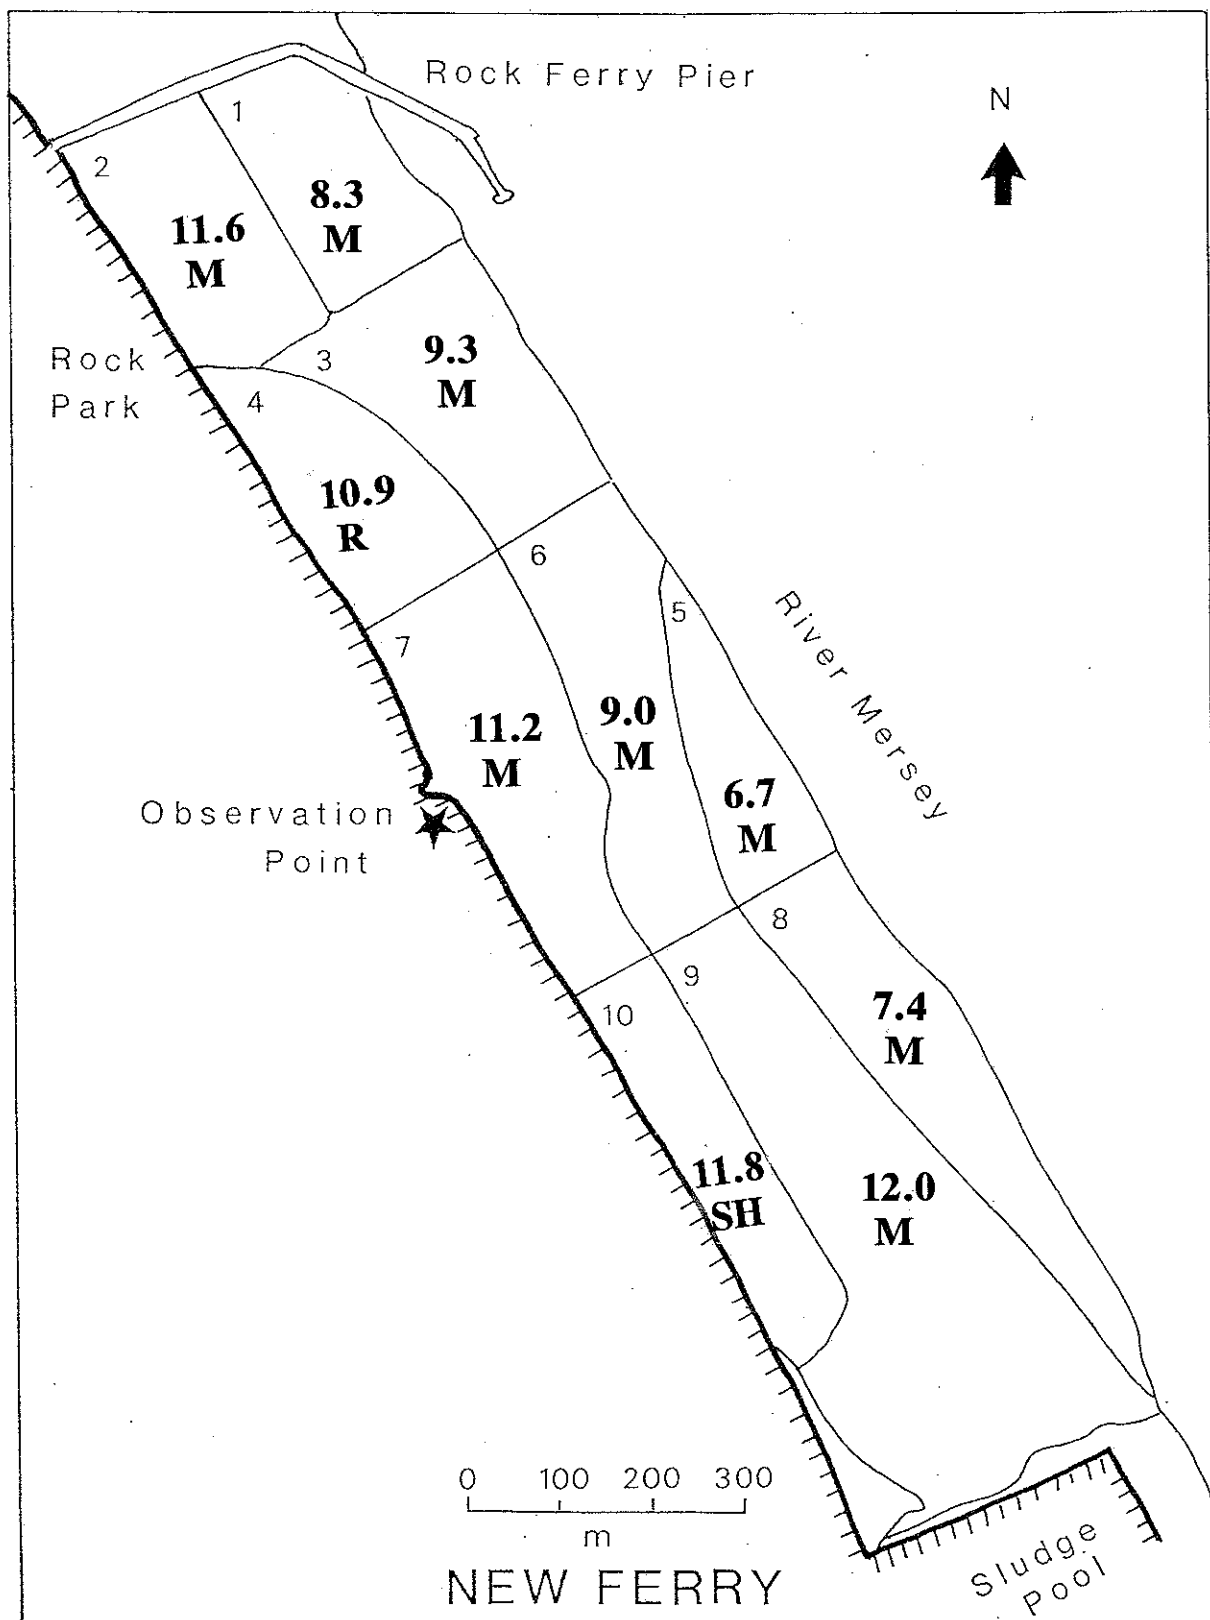 Rock Ferry Pier
N
1
2
8.3
M
11.6
M
Rock
Park
3
9.3
M
4
10.9
R
6
5
River Mersey
7
9.0
M
11.2
M
6.7
M
Observation
Point
8
9
10
7.4
M
11.8
SH
12.0
M
0 100 200 300
m
NEW FERRY
Sludge
Pool